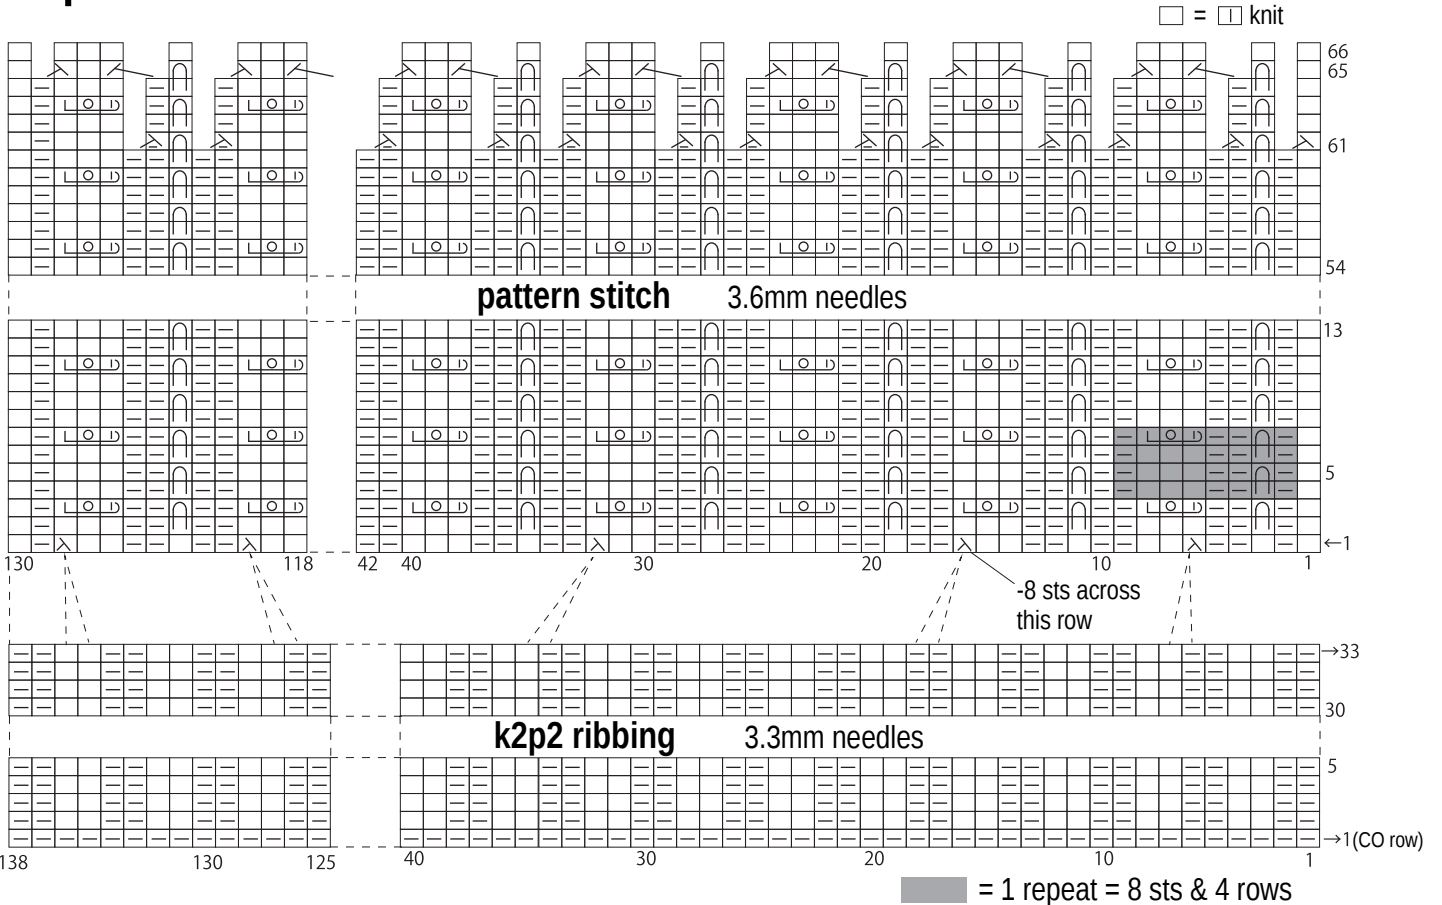 = knit
66
65
61
54
pattern stitch 3.6mm needles
13
5
←1
130 118 42 40 30 20 10 1
-8 sts across
this row
→33
30
k2p2 ribbing 3.3mm needles
5
→1(CO row)
138 130 125 40 30 20 10 1
= 1 repeat = 8 sts & 4 rows